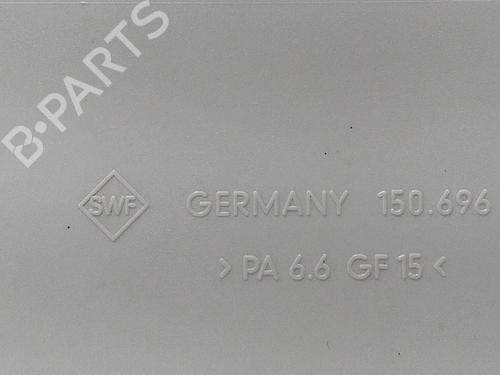 B-PARTS
SWF GERMANY 150.696
> PA 6.6 GF 15 <